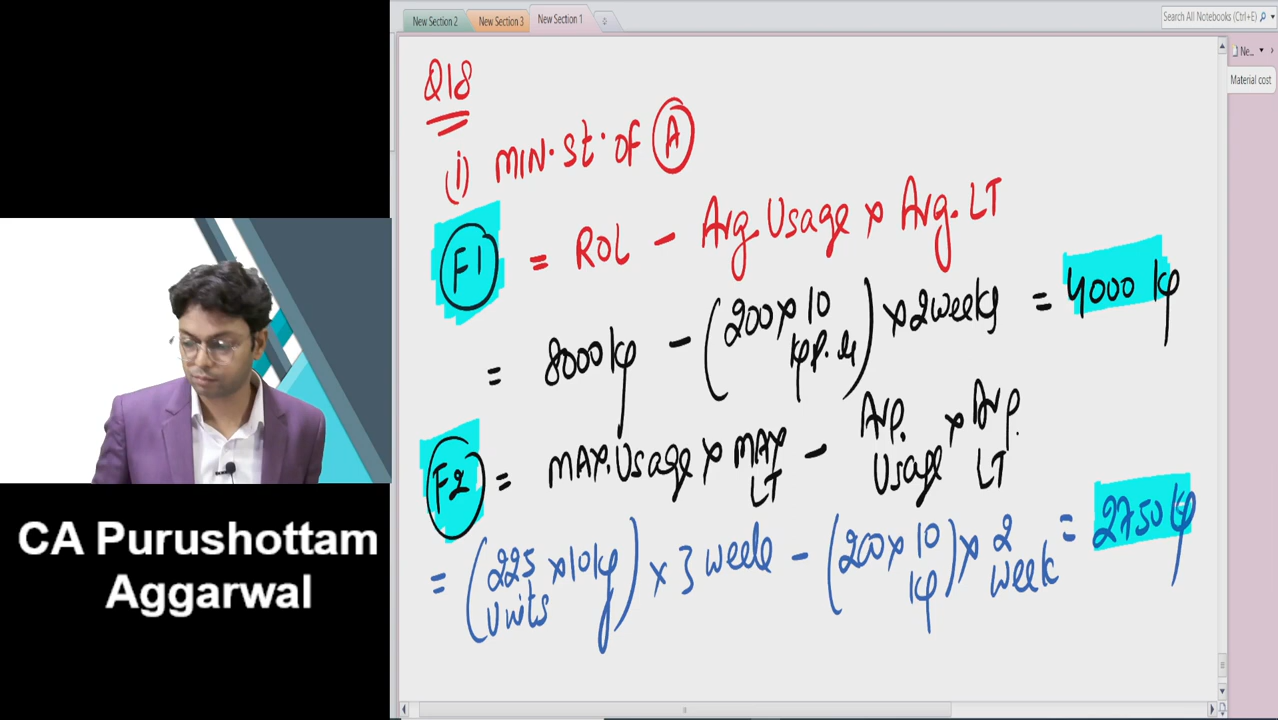 New Section 2
New Section 3
New Section 1
Search All Notebooks (Ctrl+E)
Ne...
Material cost
Q18
(i) MIN. St. of A
F1 = ROL - Avg. Usage x Avg. LT
= 8000 kg - (200 x 10 kg p.u) x 2 weeks = 4000 kg
F2 = MAX. Usage x MAX LT - Avg. Usage x Avg. LT
= (225 units x 10 kg) x 3 week - (200 x 10 kg) x 2 week = 2750 kg
CA Purushottam
Aggarwal